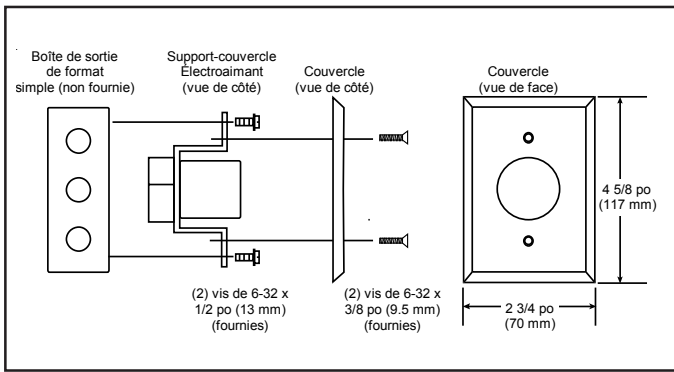 Boîte de sortie
de format
simple (non fournie)
Support-couvercle
Électroaimant
(vue de côté)
Couvercle
(vue de côté)
Couvercle
(vue de face)
4 5/8 po
(117 mm)
(2) vis de 6-32 x
1/2 po (13 mm)
(fournies)
(2) vis de 6-32 x
3/8 po (9.5 mm)
(fournies)
2 3/4 po
(70 mm)